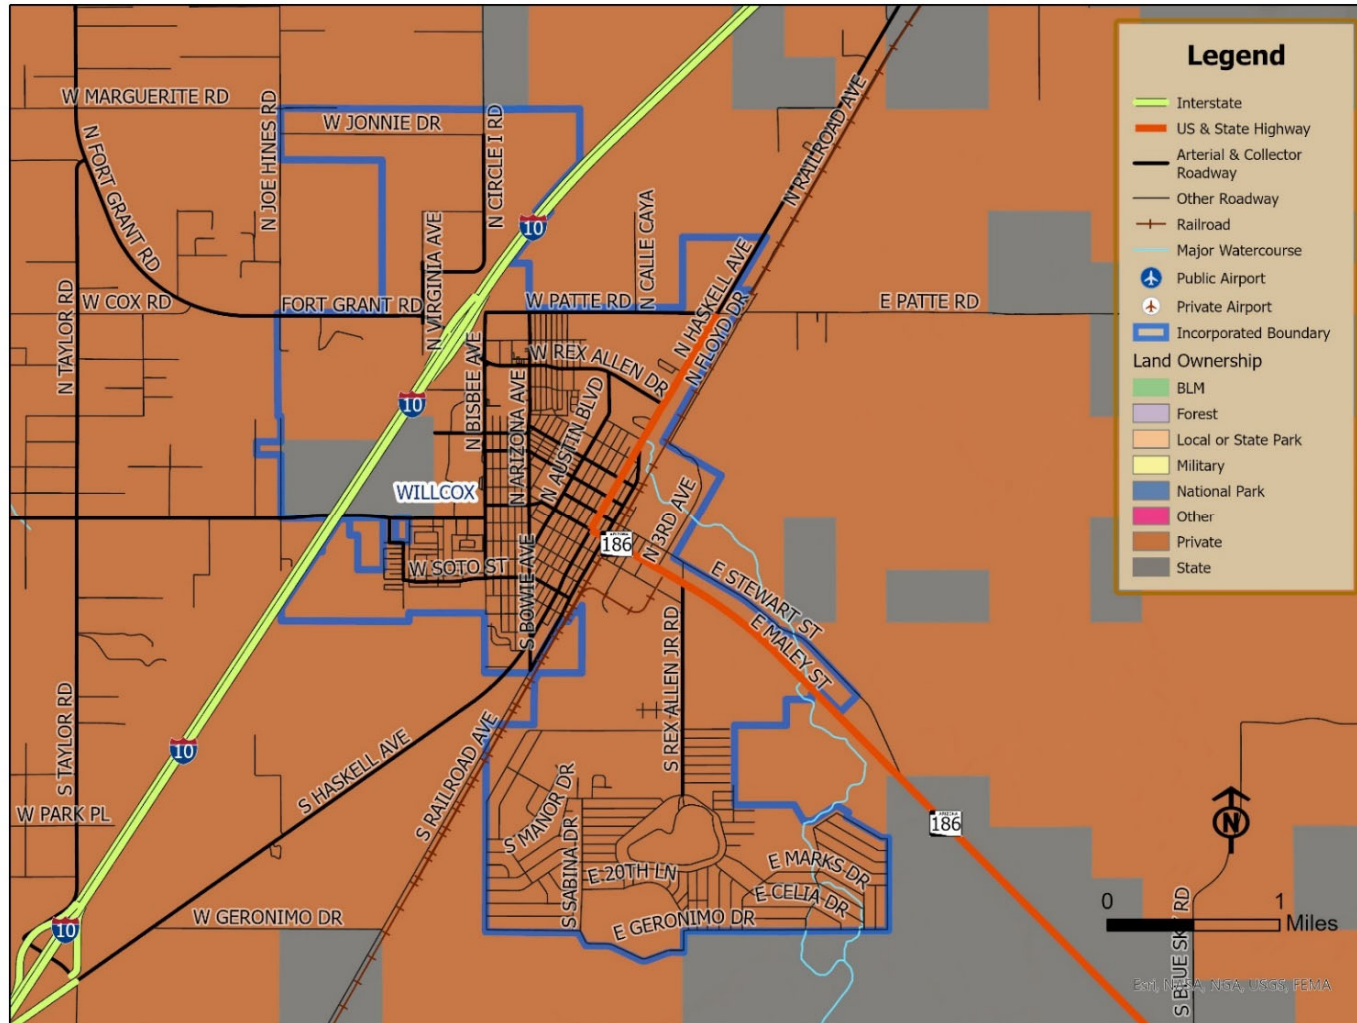 Legend
Interstate
US & State Highway
Arterial & Collector
Roadway
Other Roadway
Railroad
Major Watercourse
Public Airport
Private Airport
Incorporated Boundary
Land Ownership
BLM
Forest
Local or State Park
Military
National Park
Other
Private
State
W MARGUERITE RD
N FORT GRANT RD
N JOE HINES RD
W JONNIE DR
N CIRCLE I RD
10
N RAILROAD AVE
N CALLE CAYA
N VIRGINIA AVE
N TAYLOR RD
W COX RD
FORT GRANT RD
W PATTE RD
N HASKELL AVE
N FLOYD DR
E PATTE RD
W REX ALLEN DR
N BISBEE AVE
N ARIZONA AVE
N AUSTIN BLVD
10
WILLCOX
186
N 3RD AVE
W SOTO ST
S BOWIE AVE
E STEWART ST
E MALEY ST
S REX ALLEN JR RD
S TAYLOR RD
10
S HASKELL AVE
S RAILROAD AVE
W PARK PL
S MANOR DR
S SABINA DR
E 20TH LN
E MARKS DR
E CELIA DR
186
N
W GERONIMO DR
E GERONIMO DR
10
S BLUE SKY RD
0 1
Miles
Esri, NASA, NGA, USGS, FEMA